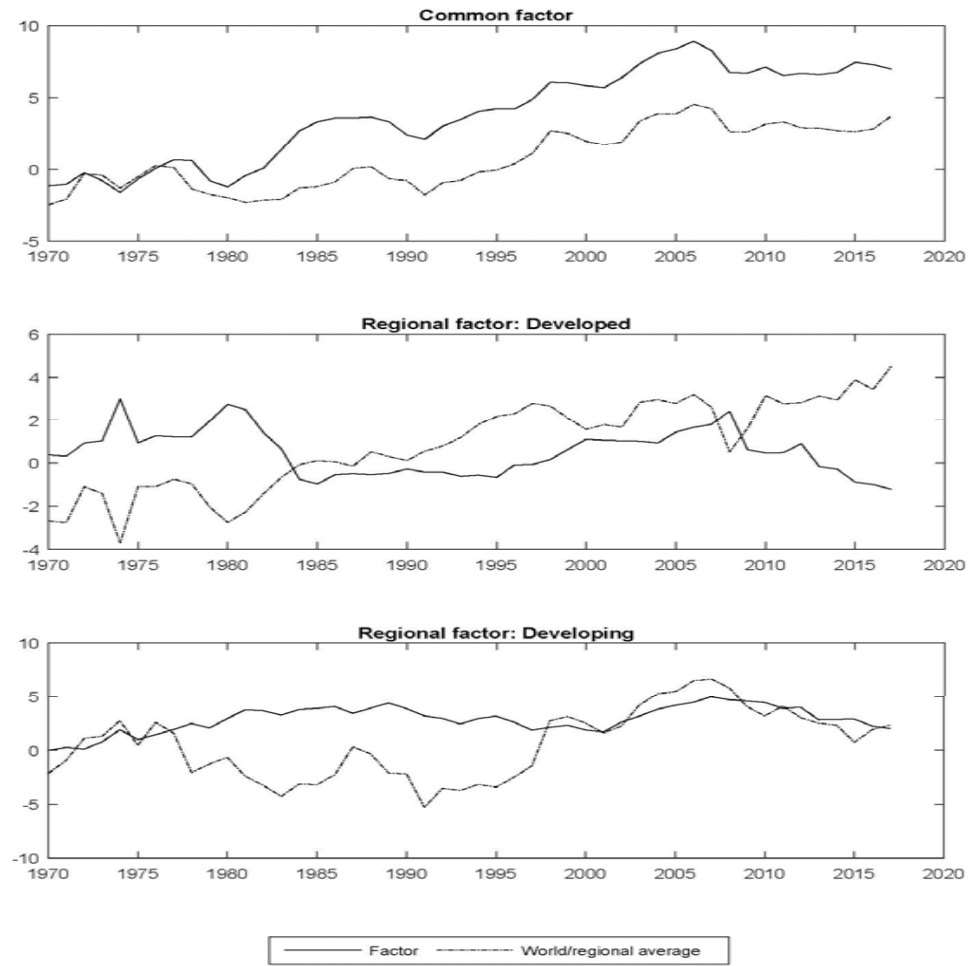 Common factor
10
5
0
-5
1970 1975 1980 1985 1990 1995 2000 2005 2010 2015 2020
Regional factor: Developed
6
4
2
0
-2
-4
1970 1975 1980 1985 1990 1995 2000 2005 2010 2015 2020
Regional factor: Developing
10
5
0
-5
-10
1970 1975 1980 1985 1990 1995 2000 2005 2010 2015 2020
Factor World/regional average